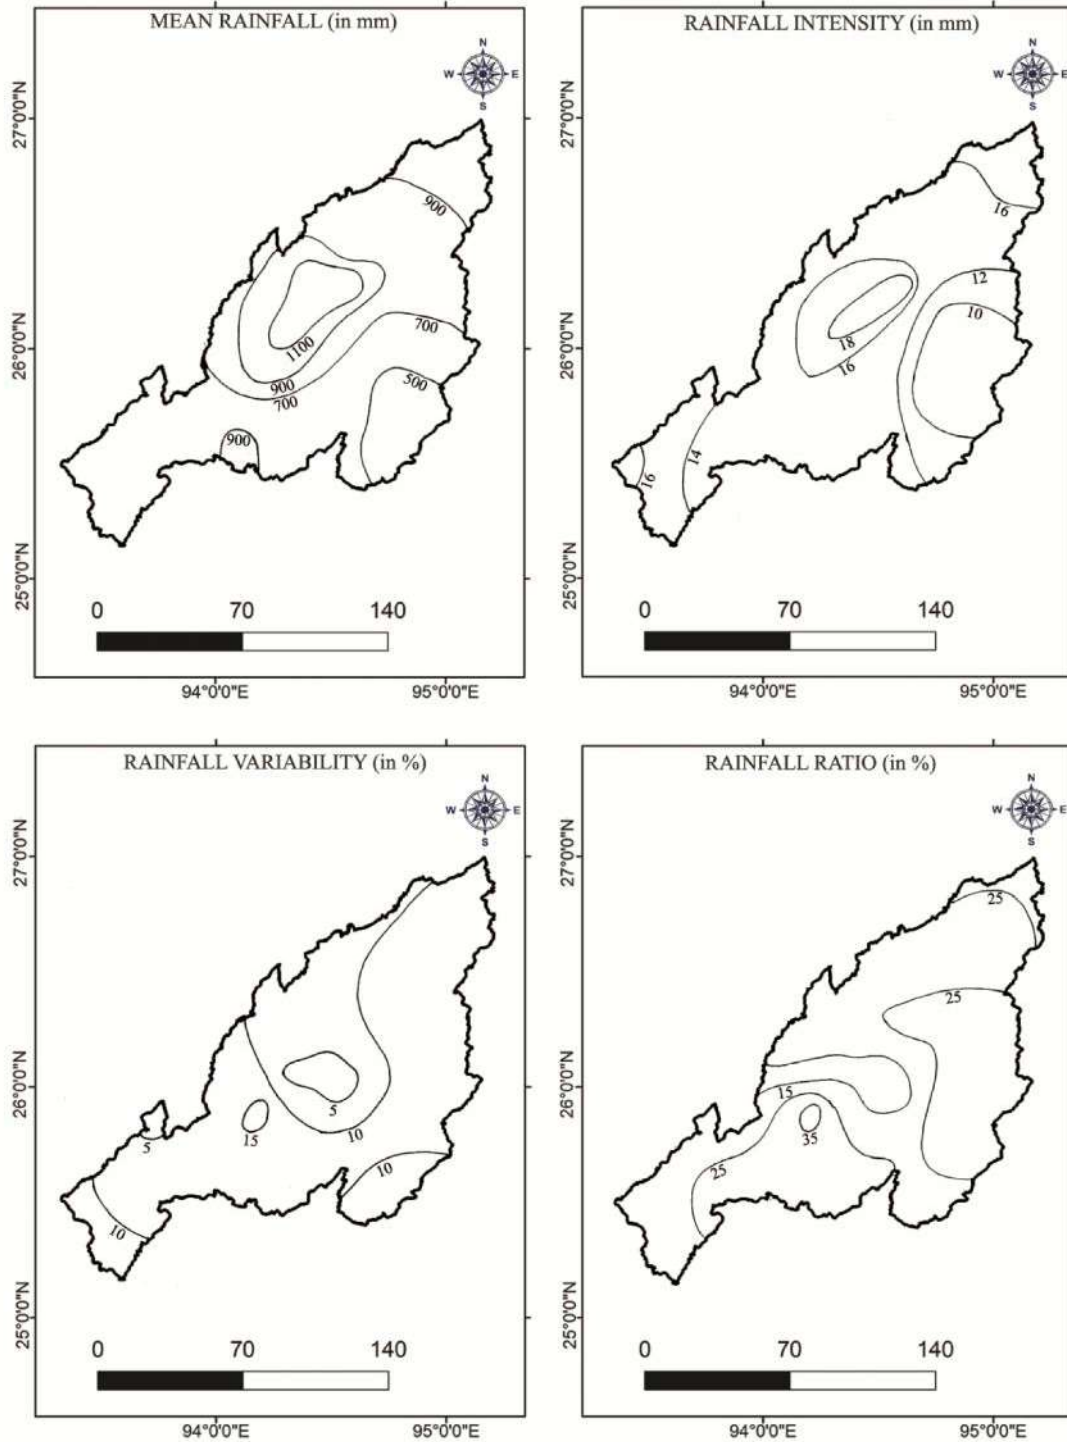 MEAN RAINFALL (in mm)
N
W E
S
27°0'0"N
26°0'0"N
25°0'0"N
900
1100
900
700
700
500
900
0 70 140
94°0'0"E 95°0'0"E
RAINFALL INTENSITY (in mm)
N
W E
S
27°0'0"N
26°0'0"N
25°0'0"N
16
12
10
18
16
14
16
0 70 140
94°0'0"E 95°0'0"E
RAINFALL VARIABILITY (in %)
N
W E
S
27°0'0"N
26°0'0"N
25°0'0"N
5
15
10
5
10
10
0 70 140
94°0'0"E 95°0'0"E
RAINFALL RATIO (in %)
N
W E
S
27°0'0"N
26°0'0"N
25°0'0"N
25
25
15
35
25
0 70 140
94°0'0"E 95°0'0"E